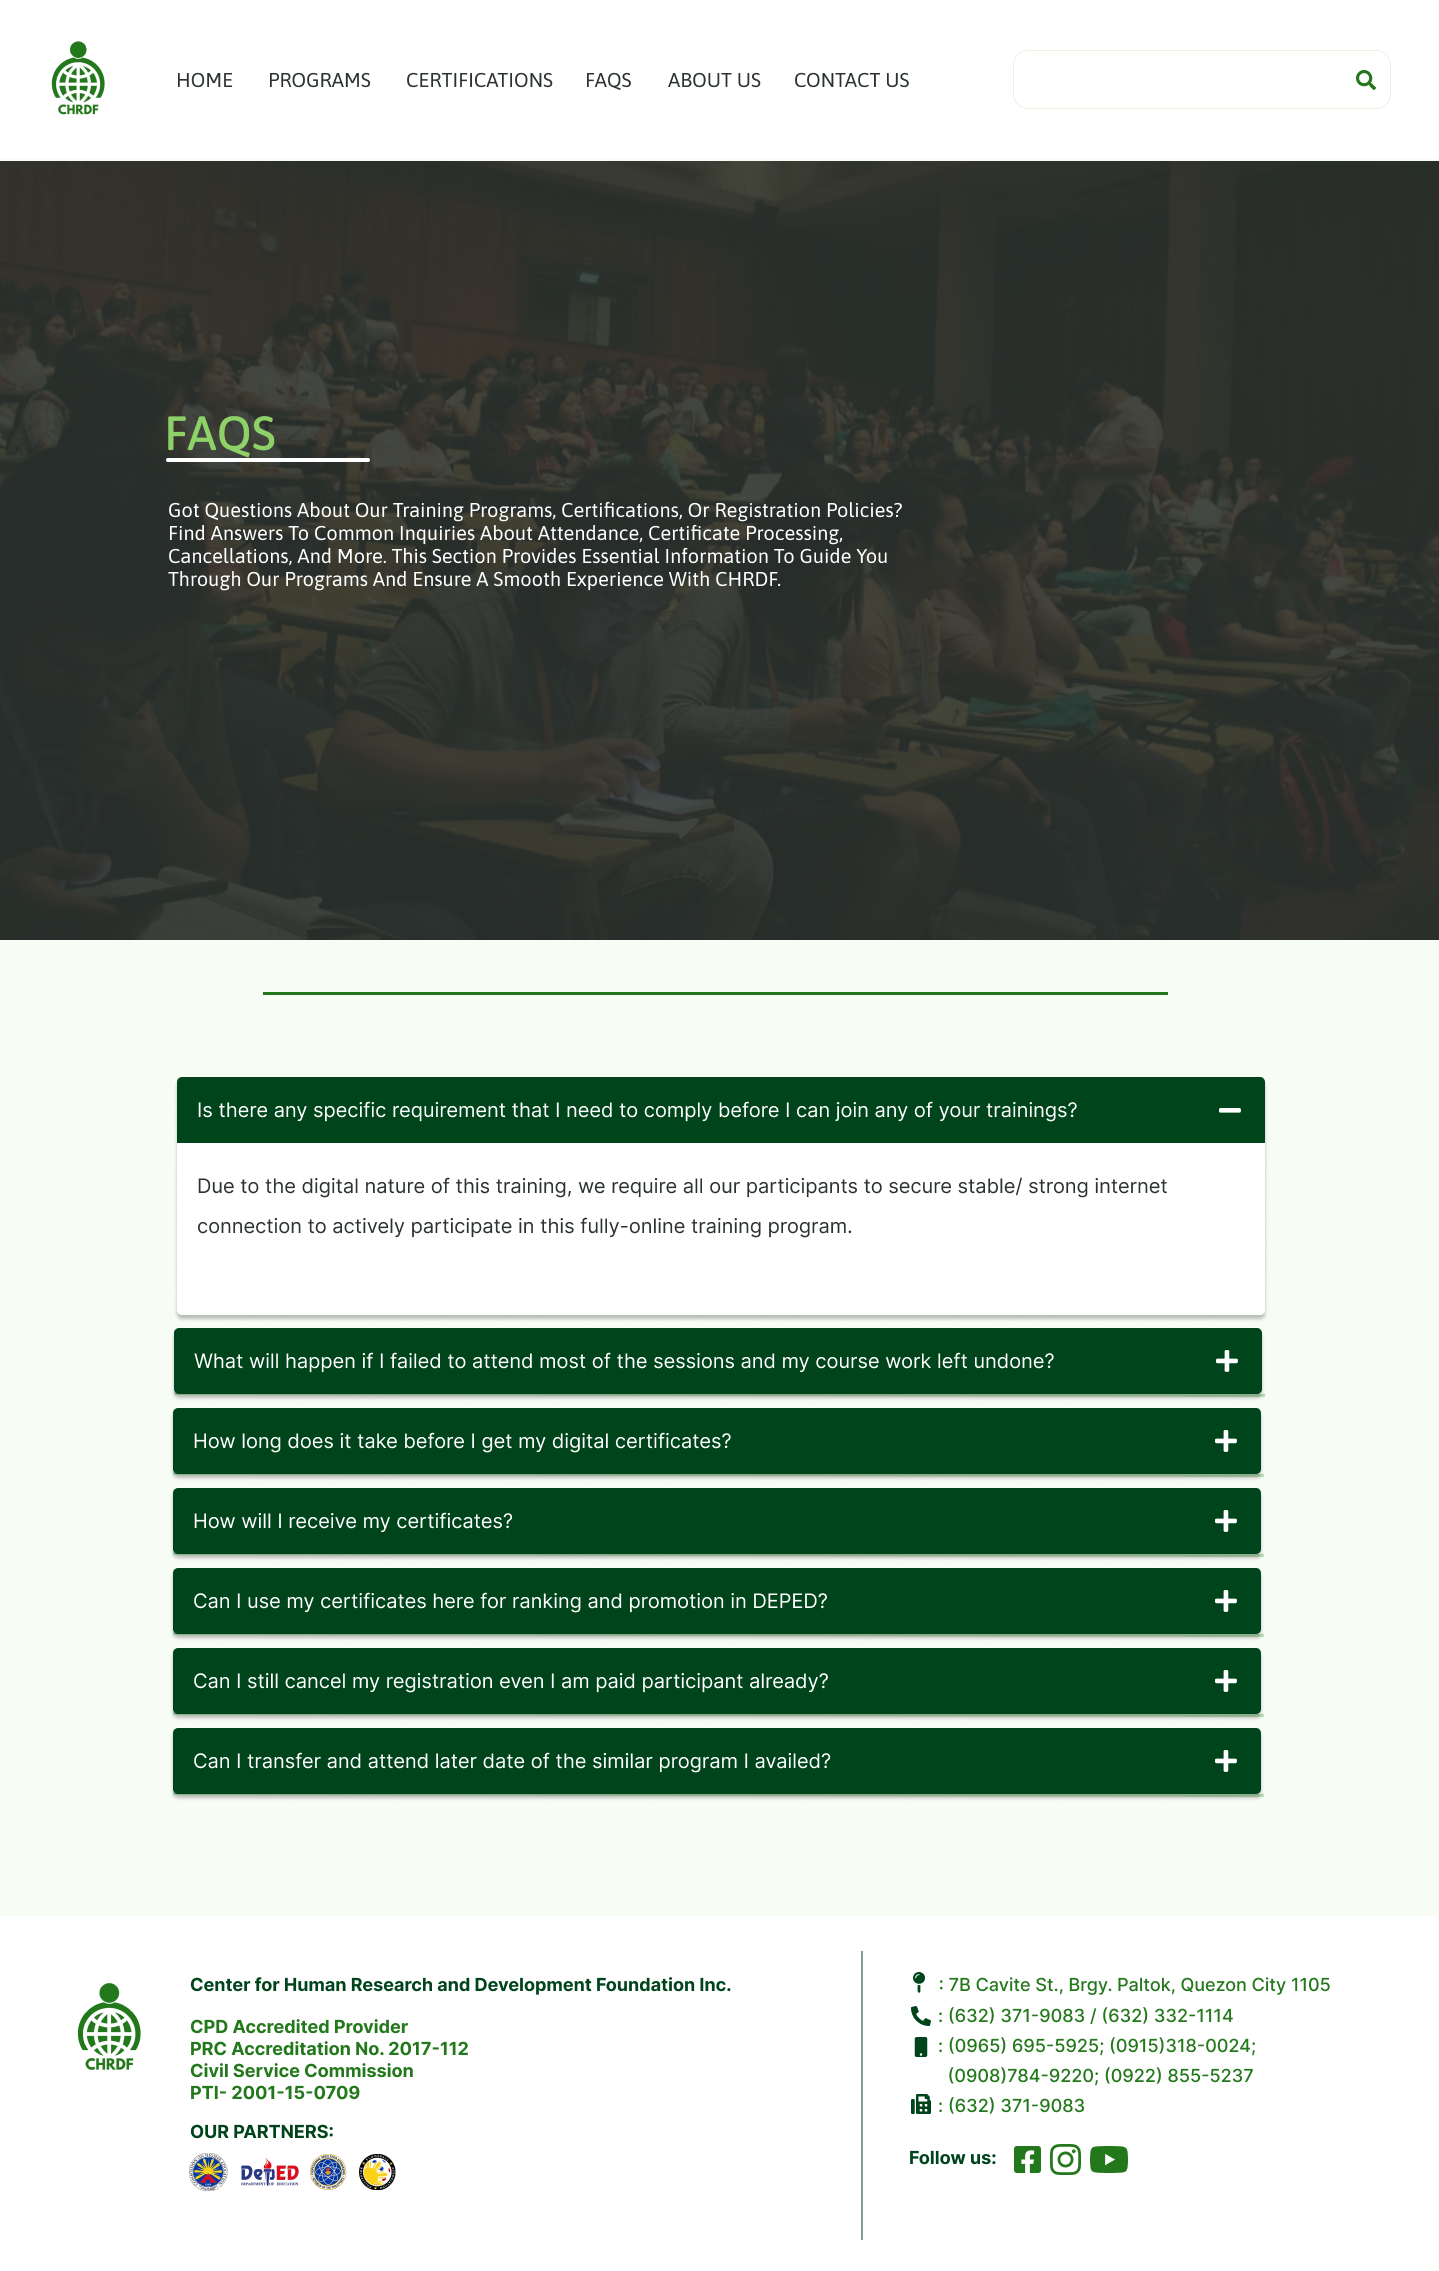 CHRDF
HOME PROGRAMS CERTIFICATIONS FAQS ABOUT US CONTACT US
FAQS
Got Questions About Our Training Programs, Certifications, Or Registration Policies?
Find Answers To Common Inquiries About Attendance, Certificate Processing,
Cancellations, And More. This Section Provides Essential Information To Guide You
Through Our Programs And Ensure A Smooth Experience With CHRDF.
Is there any specific requirement that I need to comply before I can join any of your trainings?
Due to the digital nature of this training, we require all our participants to secure stable/ strong internet
connection to actively participate in this fully-online training program.
What will happen if I failed to attend most of the sessions and my course work left undone?
How long does it take before I get my digital certificates?
How will I receive my certificates?
Can I use my certificates here for ranking and promotion in DEPED?
Can I still cancel my registration even I am paid participant already?
Can I transfer and attend later date of the similar program I availed?
CHRDF
Center for Human Research and Development Foundation Inc.
CPD Accredited Provider
PRC Accreditation No. 2017-112
Civil Service Commission
PTI- 2001-15-0709
OUR PARTNERS:
DepED
DEPARTMENT OF EDUCATION
: 7B Cavite St., Brgy. Paltok, Quezon City 1105
: (632) 371-9083 / (632) 332-1114
: (0965) 695-5925; (0915)318-0024;
(0908)784-9220; (0922) 855-5237
: (632) 371-9083
Follow us: